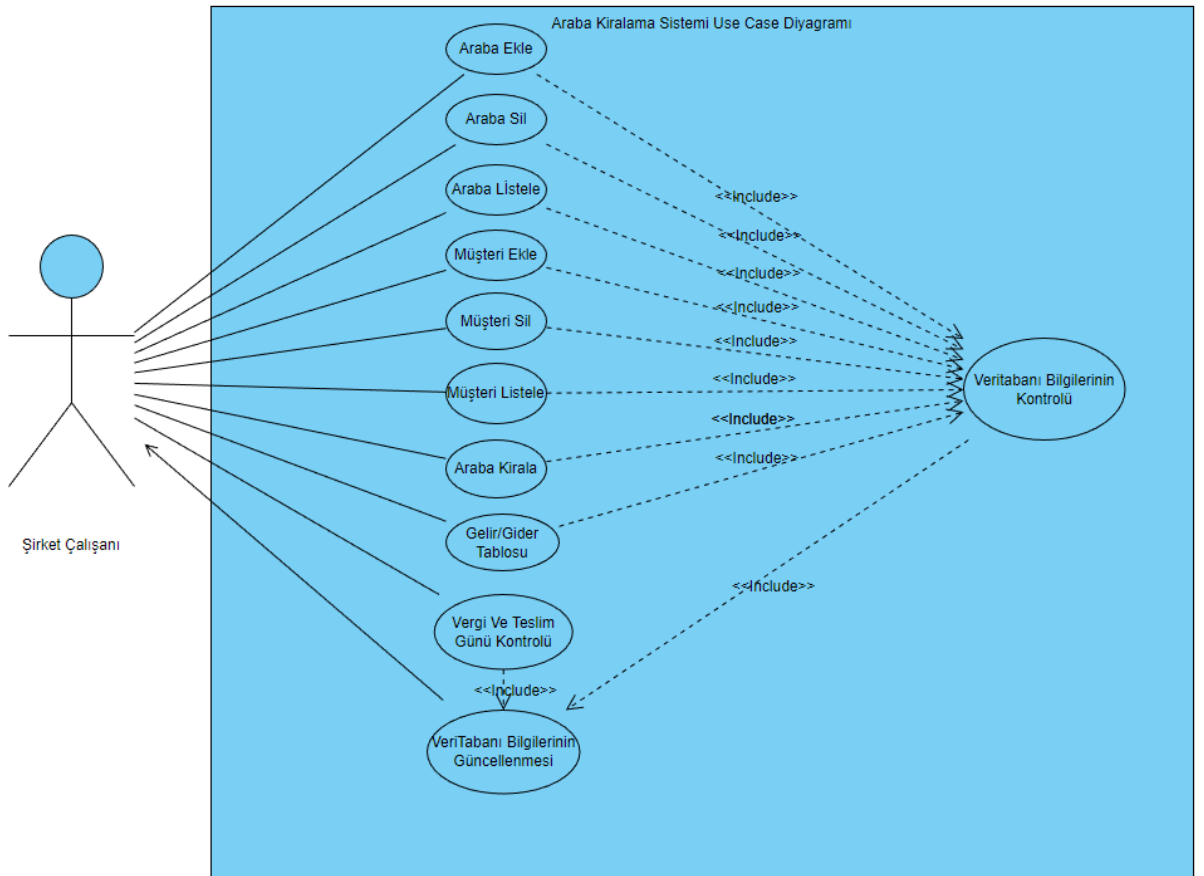 Araba Kiralama Sistemi Use Case Diyagramı
Araba Ekle
Araba Sil
Araba Lİstele
Müşteri Ekle
Müşteri Sil
Müşteri Listele
Araba Kirala
Gelir/Gider
Tablosu
Vergi Ve Teslim
Günü Kontrolü
VeriTabanı Bilgilerinin
Güncellenmesi
<<Include>>
<<Include>>
<<Include>>
<<Include>>
<<Include>>
<<Include>>
<<Include>>
<<Include>>
<<Include>>
<<Include>>
Veritabanı Bilgilerinin
Kontrolü
Şirket Çalışanı